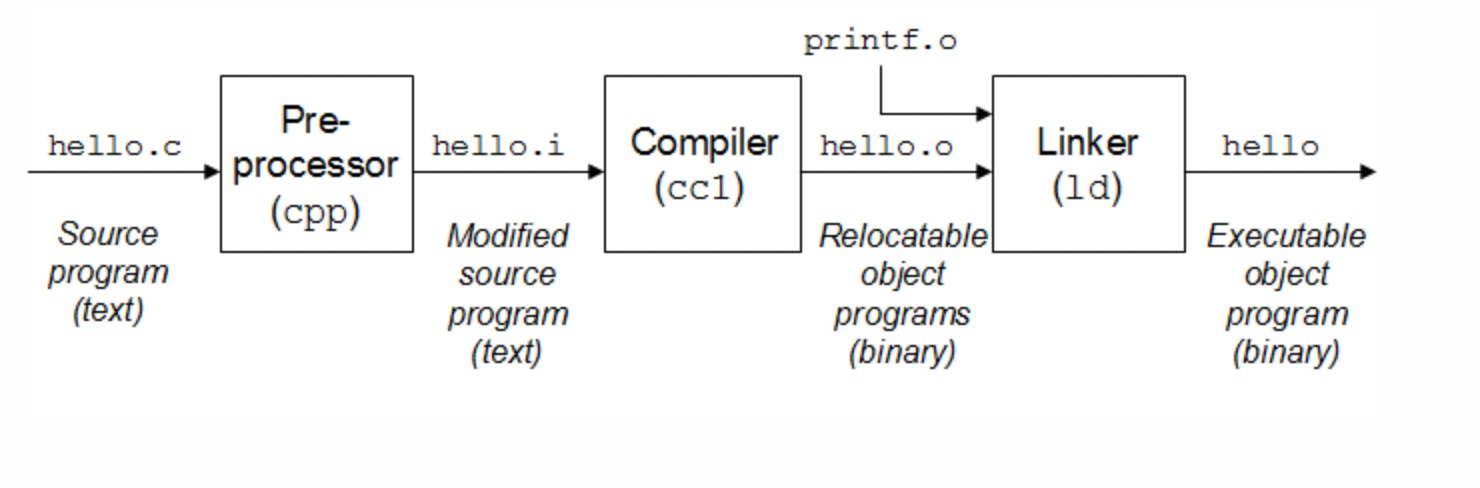 printf.o
hello.c
Pre-
processor
(cpp)
hello.i
Compiler
(cc1)
hello.o
Linker
(ld)
hello
Source
program
(text)
Modified
source
program
(text)
Relocatable
object
programs
(binary)
Executable
object
program
(binary)